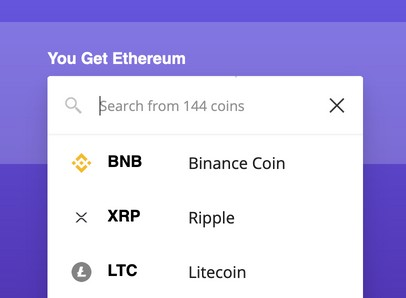 You Get Ethereum
Search from 144 coins
BNB Binance Coin
XRP Ripple
LTC Litecoin